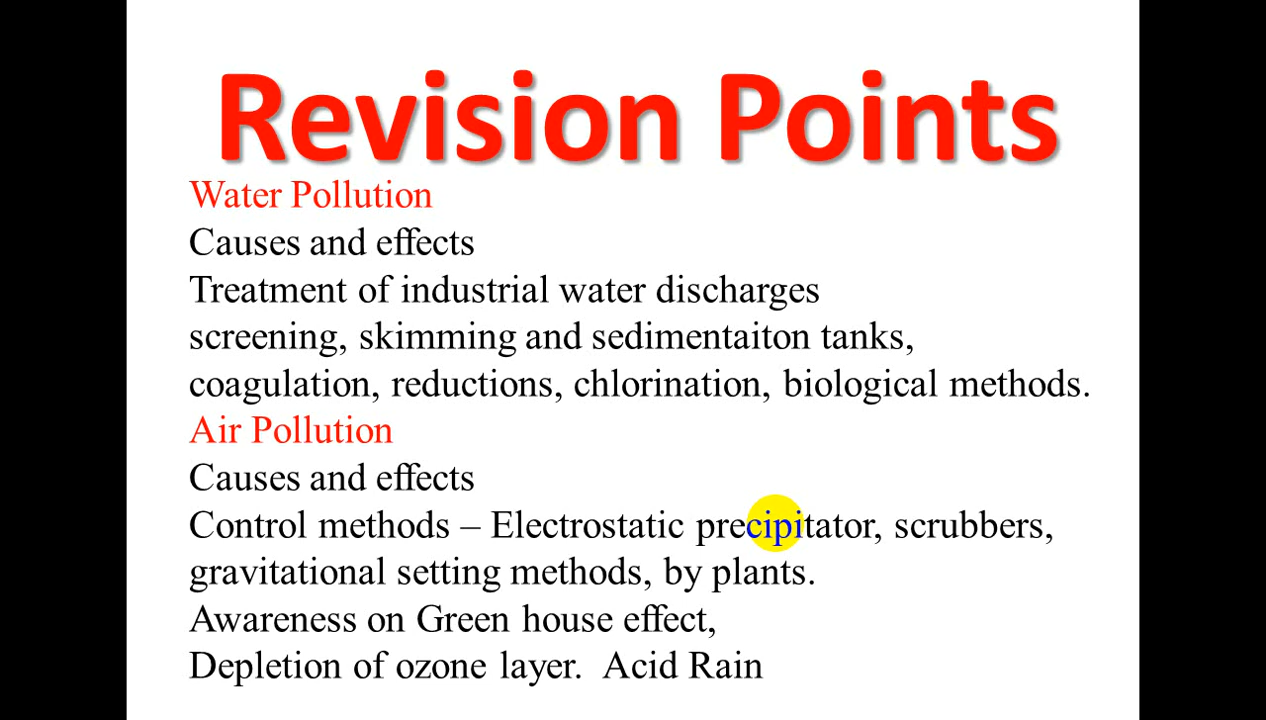 Revision Points
Water Pollution
Causes and effects
Treatment of industrial water discharges
screening, skimming and sedimentaiton tanks,
coagulation, reductions, chlorination, biological methods.
Air Pollution
Causes and effects
Control methods – Electrostatic precipitator, scrubbers,
gravitational setting methods, by plants.
Awareness on Green house effect,
Depletion of ozone layer.  Acid Rain